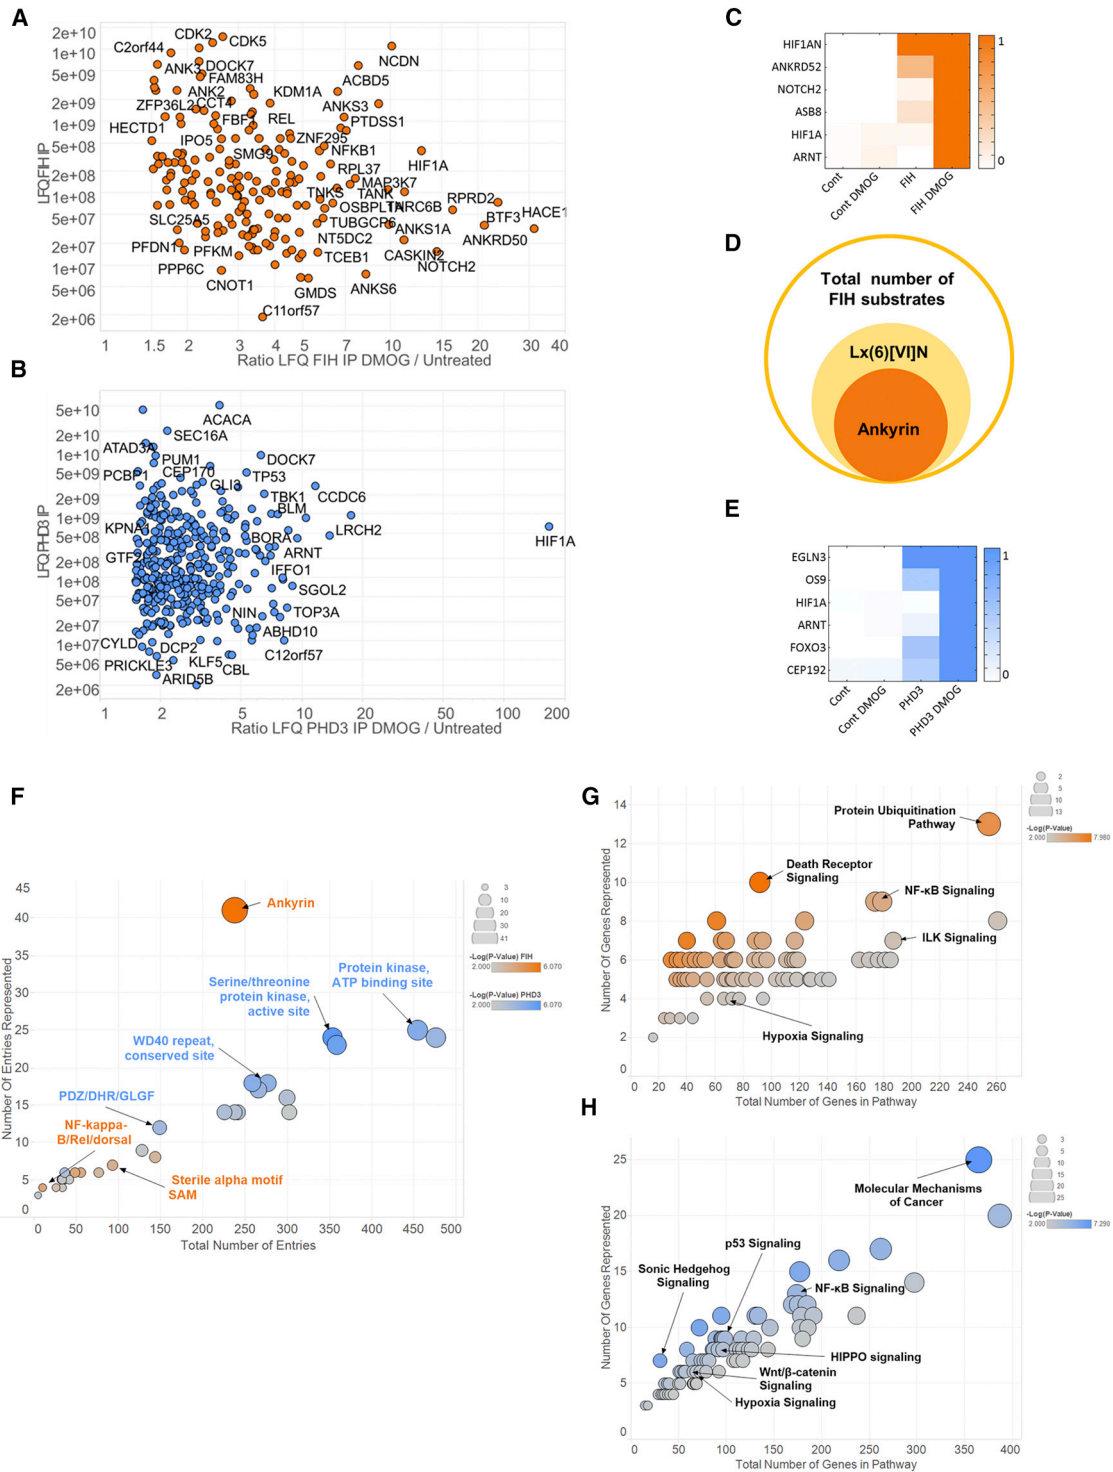 A
2e+10
1e+10
5e+09
2e+09
1e+09
5e+08
2e+08
1e+08
5e+07
2e+07
1e+07
5e+06
2e+06
LFQ FIH IP
CDK2
CDK5
C2orf44
NCDN
ANK3
DOCK7
FAM83H
ACBD5
ANK2
KDM1A
ZFP36L2
CCT4
ANKS3
FBF1
REL
PTDSS1
HECTD1
IPO5
ZNF295
SMG9
NFKB1
HIF1A
RPL37
MAP3K7
TNKS
TANK
RPRD2
OSBPL1A
TNRC6B
SLC25A5
TUBGCP6
BTF3
HACE1
ANKS1A
PFDN1
PFKM
NT5DC2
ANKRD50
TCEB1
CASKIN2
PPP6C
NOTCH2
CNOT1
GMDS
ANKS6
C11orf57
1 1.5 2 3 4 5 7 10 15 20 30 40
Ratio LFQ FIH IP DMOG / Untreated
B
5e+10
2e+10
1e+10
5e+09
2e+09
1e+09
5e+08
2e+08
1e+08
5e+07
2e+07
1e+07
5e+06
2e+06
LFQ PHD3 IP
ACACA
SEC16A
ATAD3A
PUM1
DOCK7
PCBP1
CEP170
TP53
GLI3
TBK1
CCDC6
BLM
KPNA1
LRCH2
BORA
HIF1A
ARNT
GTF2I
IFFO1
SGOL2
NIN
TOP3A
ABHD10
CYLD
DCP2
C12orf57
PRICKLE3
KLF5
CBL
ARID5B
1 2 5 10 20 50 100 200
Ratio LFQ PHD3 IP DMOG / Untreated
C
HIF1AN
ANKRD52
NOTCH2
ASB8
HIF1A
ARNT
Cont
Cont DMOG
FIH
FIH DMOG
1
0
D
Total number of
FIH substrates
Lx(6)[VI]N
Ankyrin
E
EGLN3
OS9
HIF1A
ARNT
FOXO3
CEP192
Cont
Cont DMOG
PHD3
PHD3 DMOG
1
0
F
45
40
35
30
25
20
15
10
5
0
Number Of Entries Represented
Ankyrin
Protein kinase,
ATP binding site
Serine/threonine
protein kinase,
active site
WD40 repeat,
conserved site
PDZ/DHR/GLGF
NF-kappa-
B/Rel/dorsal
Sterile alpha motif
SAM
0 50 100 150 200 250 300 350 400 450 500
Total Number of Entries
3
10
20
30
41
-Log(P-Value) FIH
2.000 6.070
-Log(P-Value) PHD3
2.000 6.070
G
14
12
10
8
6
4
2
0
Number Of Genes Represented
Protein Ubiquitination
Pathway
Death Receptor
Signaling
NF-κB Signaling
ILK Signaling
Hypoxia Signaling
0 20 40 60 80 100 120 140 160 180 200 220 240 260
Total Number of Genes in Pathway
2
5
10
13
-Log(P-Value)
2.000 7.980
H
25
20
15
10
5
0
Number Of Genes Represented
Molecular Mechanisms
of Cancer
p53 Signaling
Sonic Hedgehog
Signaling
NF-κB Signaling
HIPPO signaling
Wnt/β-catenin
Signaling
Hypoxia Signaling
0 50 100 150 200 250 300 350 400
Total Number of Genes in Pathway
3
5
10
15
20
25
-Log(P-Value)
2.000 7.290